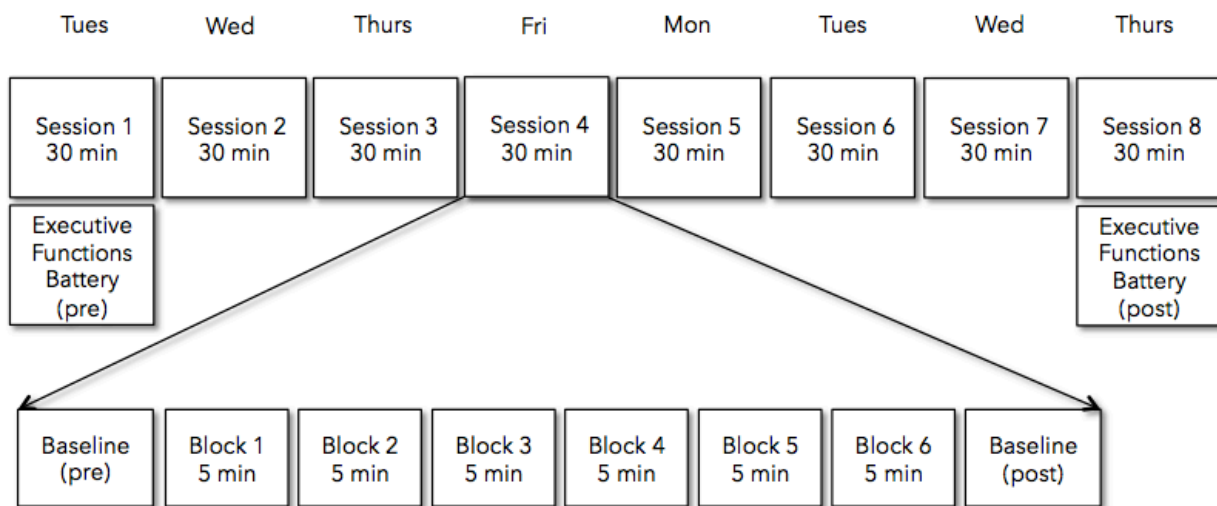 Tues Wed Thurs Fri Mon Tues Wed Thurs
Session 1 Session 2 Session 3 Session 4 Session 5 Session 6 Session 7 Session 8
30 min 30 min 30 min 30 min 30 min 30 min 30 min 30 min
Executive
Functions
Battery
(pre)
Executive
Functions
Battery
(post)
Baseline Block 1 Block 2 Block 3 Block 4 Block 5 Block 6 Baseline
(pre) 5 min 5 min 5 min 5 min 5 min 5 min (post)